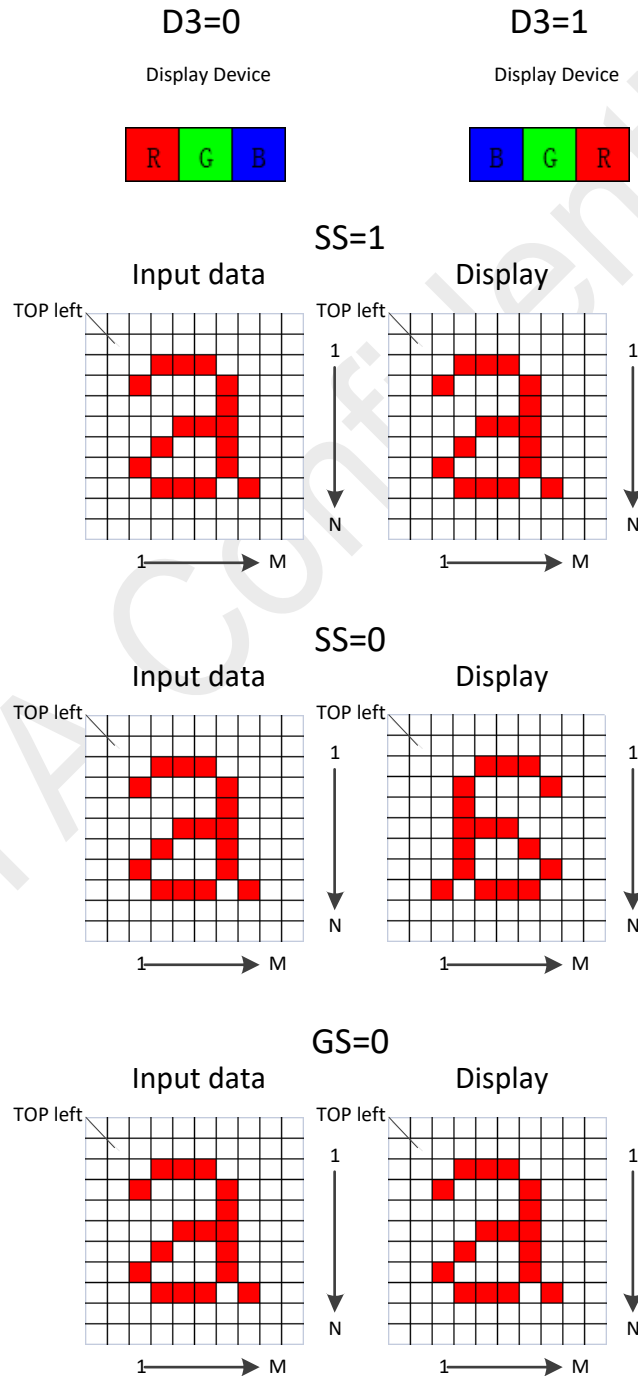 D3=0 D3=1
Display Device Display Device
R G B B G R
SS=1
Input data Display
TOP left TOP left
1 1
N N
1 M 1 M
SS=0
Input data Display
TOP left TOP left
1 1
N N
1 M 1 M
GS=0
Input data Display
TOP left TOP left
1 1
N N
1 M 1 M